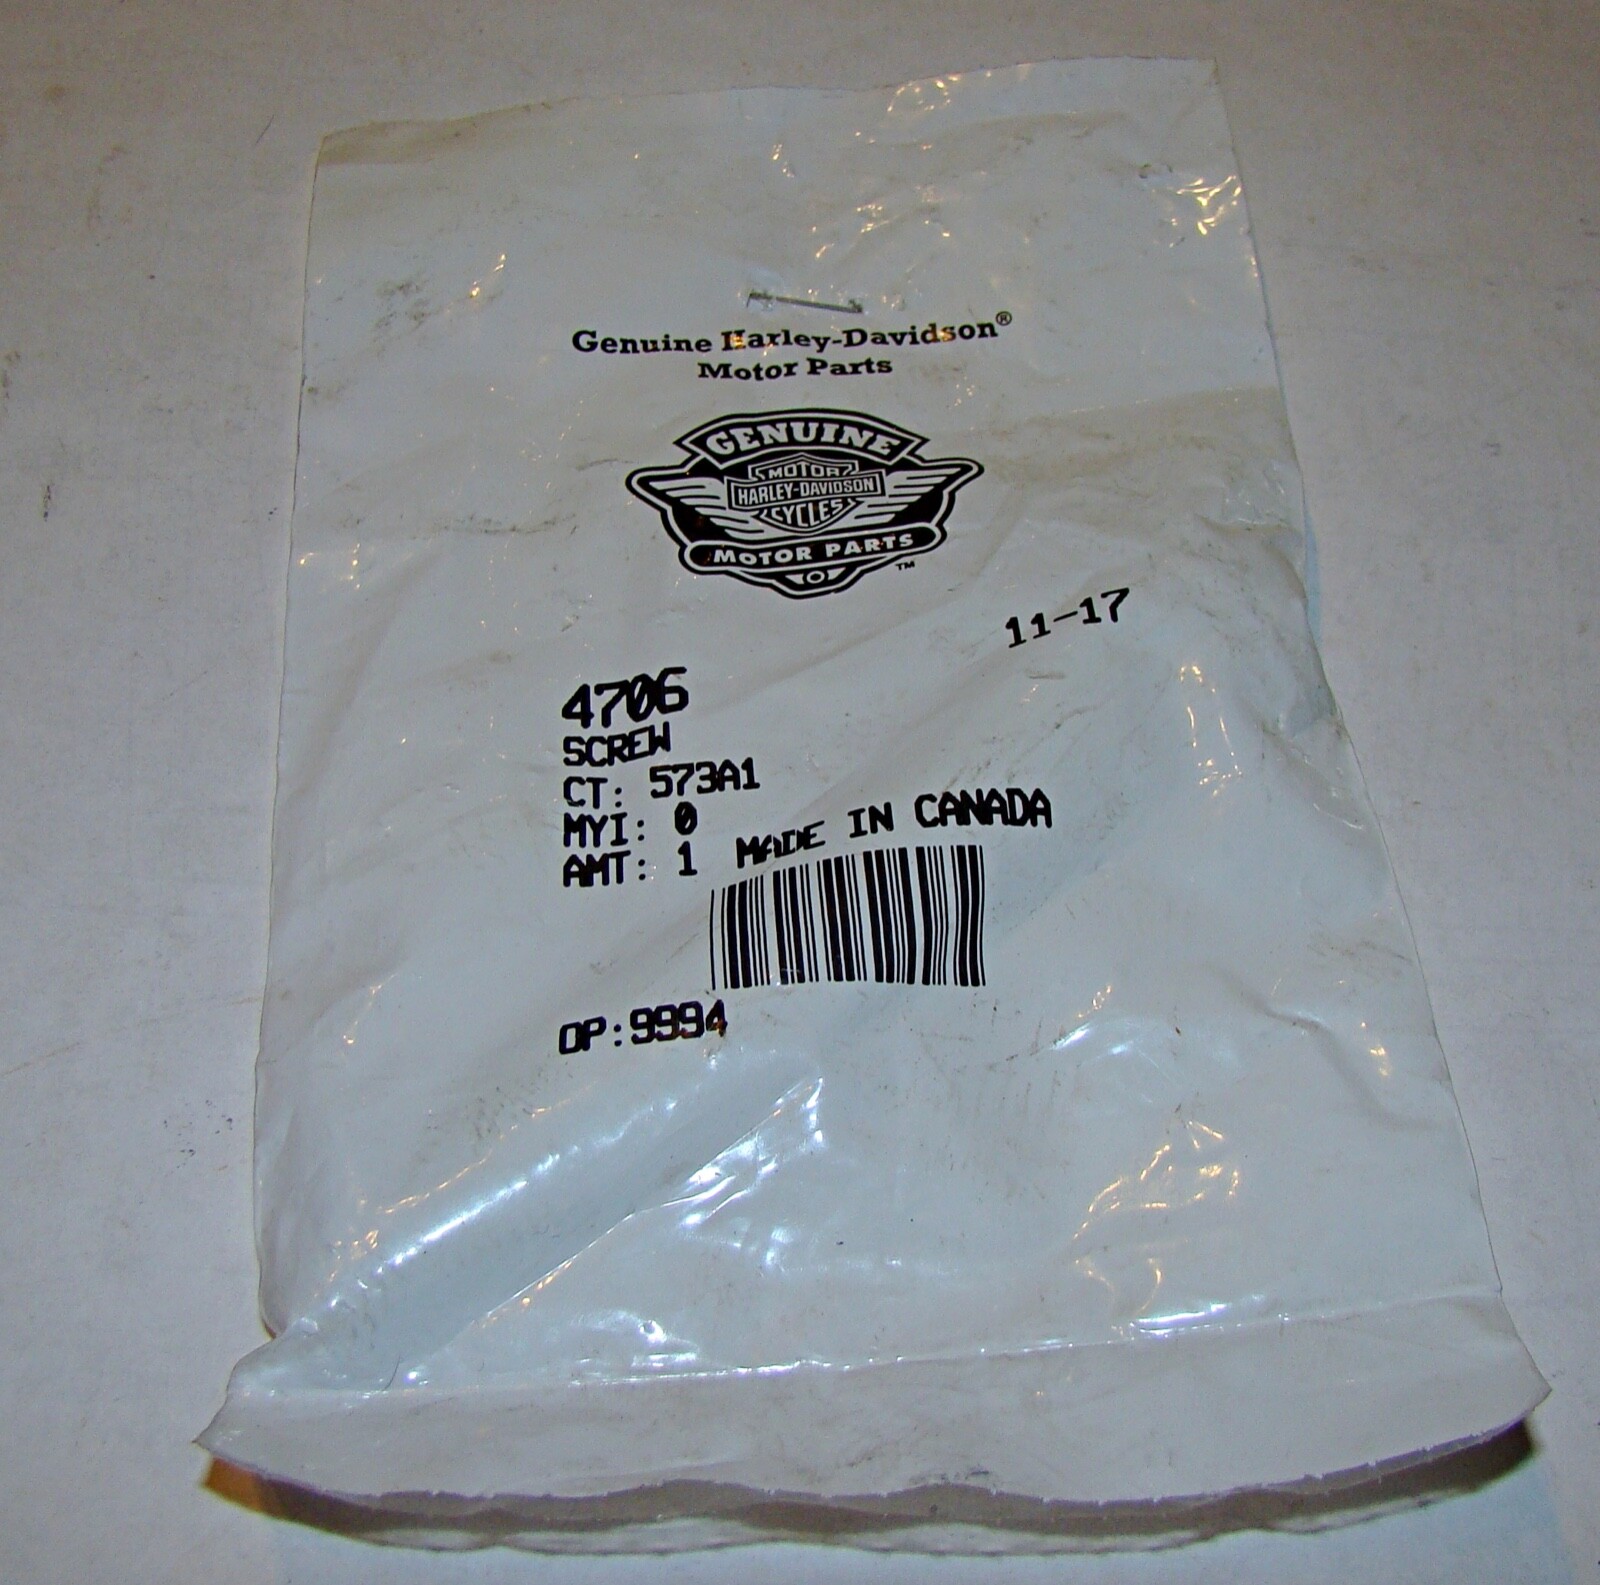 Genuine Harley-Davidson®
Motor Parts
GENUINE
MOTOR
HARLEY-DAVIDSON
CYCLES
MOTOR PARTS
™
11-17
4706
SCREW
CT: 573A1
MYI: 0
AMT: 1 MADE IN CANADA
OP:9994